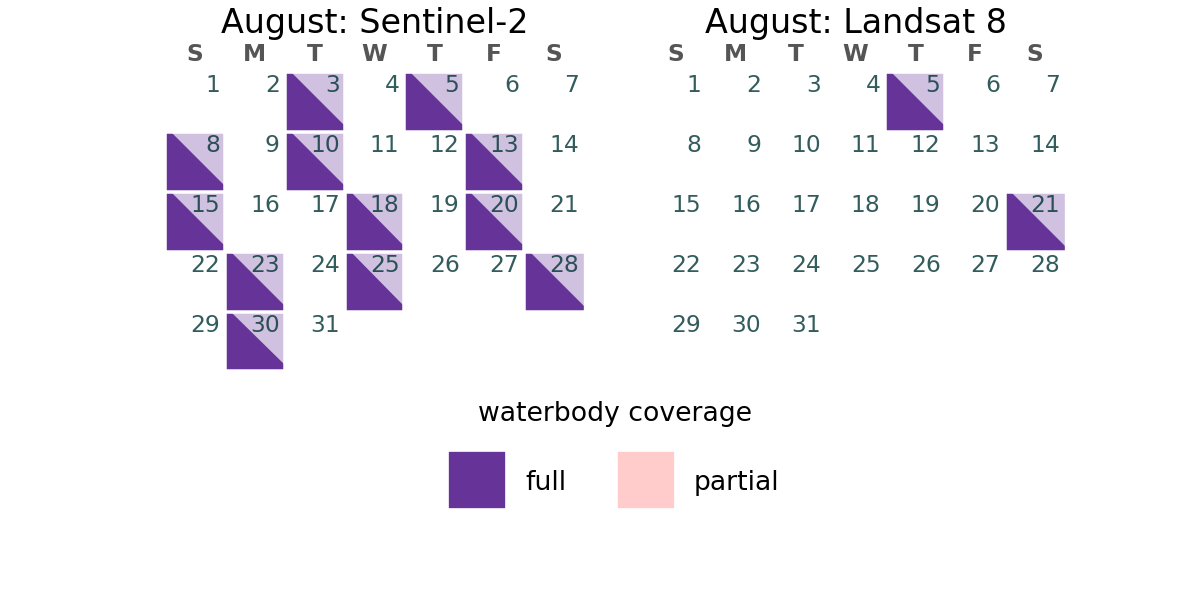 August: Sentinel-2
S M T W T F S
1 2 3 4 5 6 7
8 9 10 11 12 13 14
15 16 17 18 19 20 21
22 23 24 25 26 27 28
29 30 31
August: Landsat 8
S M T W T F S
1 2 3 4 5 6 7
8 9 10 11 12 13 14
15 16 17 18 19 20 21
22 23 24 25 26 27 28
29 30 31
waterbody coverage
full partial